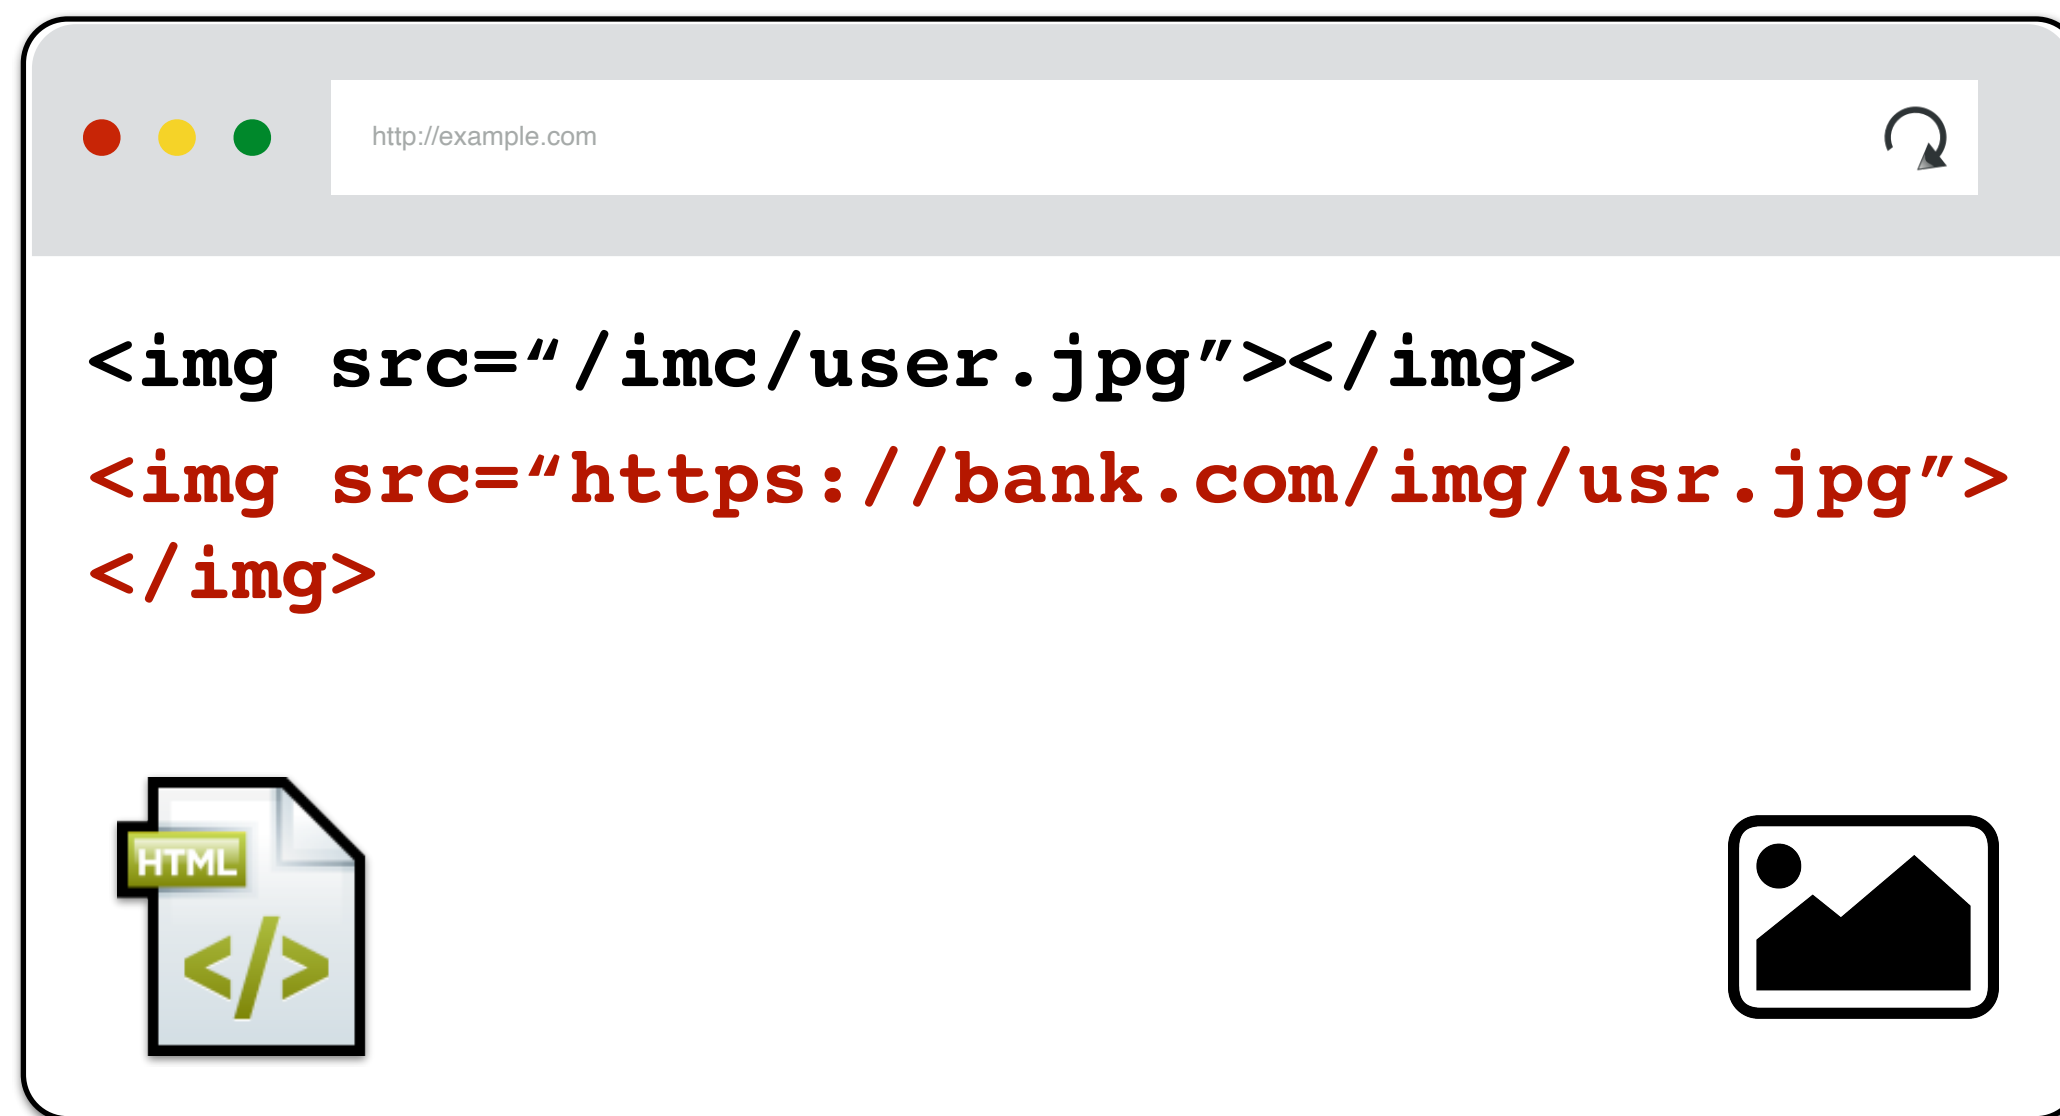 http://example.com
<img src=“/imc/user.jpg”></img>
<img src=“https://bank.com/img/usr.jpg”>
</img>
HTML
</>